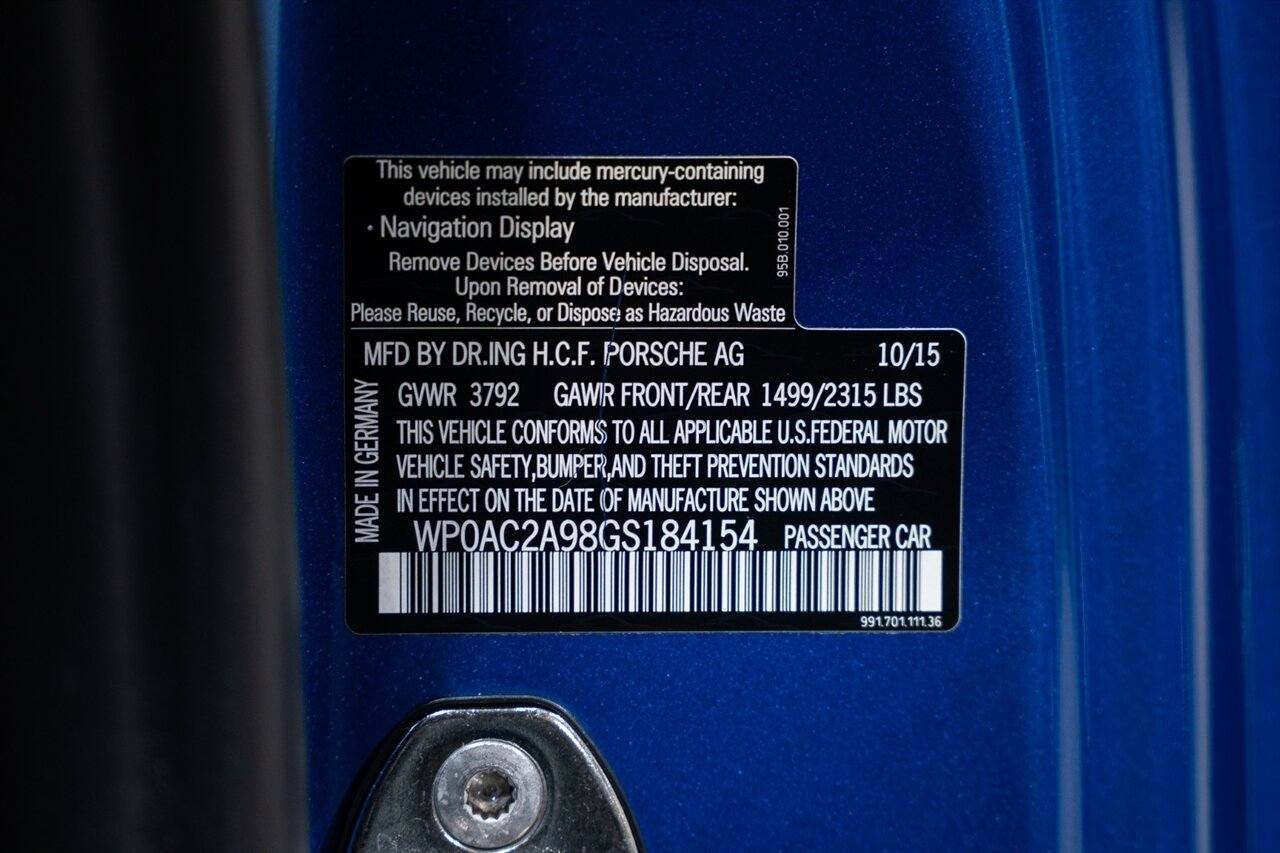 This vehicle may include mercury-containing
devices installed by the manufacturer:
· Navigation Display
Remove Devices Before Vehicle Disposal.
Upon Removal of Devices:
Please Reuse, Recycle, or Dispose as Hazardous Waste
95B.010.001
MFD BY DR.ING H.C.F. PORSCHE AG 10/15
GVWR 3792 GAWR FRONT/REAR 1499/2315 LBS
THIS VEHICLE CONFORMS TO ALL APPLICABLE U.S.FEDERAL MOTOR
VEHICLE SAFETY,BUMPER,AND THEFT PREVENTION STANDARDS
IN EFFECT ON THE DATE OF MANUFACTURE SHOWN ABOVE
MADE IN GERMANY
WP0AC2A98GS184154 PASSENGER CAR
991.701.111.36